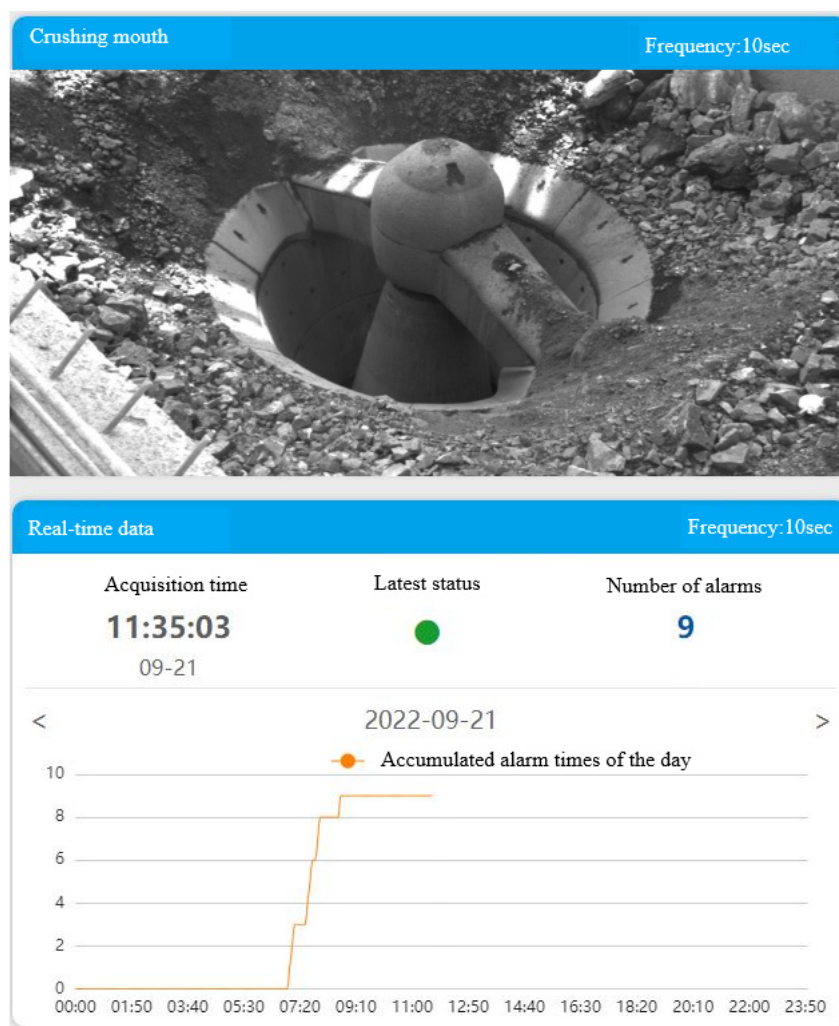 Crushing mouth
Frequency:10sec
Real-time data
Frequency:10sec
Acquisition time
Latest status
Number of alarms
11:35:03
9
09-21
<
2022-09-21
>
Accumulated alarm times of the day
10
8
6
4
2
0
00:00 01:50 03:40 05:30 07:20 09:10 11:00 12:50 14:40 16:30 18:20 20:10 22:00 23:50